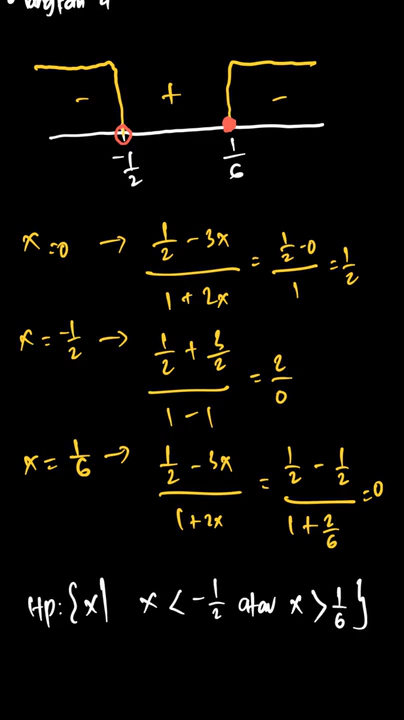 - + -
-1/2 1/6
x=0 → (1/2 - 3x)/(1 + 2x) = (1/2 - 0)/1 = 1/2
x = -1/2 → (1/2 + 3/2)/(1 - 1) = 2/0
x = 1/6 → (1/2 - 3x)/(1+2x) = (1/2 - 1/2)/(1 + 2/6) = 0
Hp: {x| x < -1/2 atau x > 1/6}